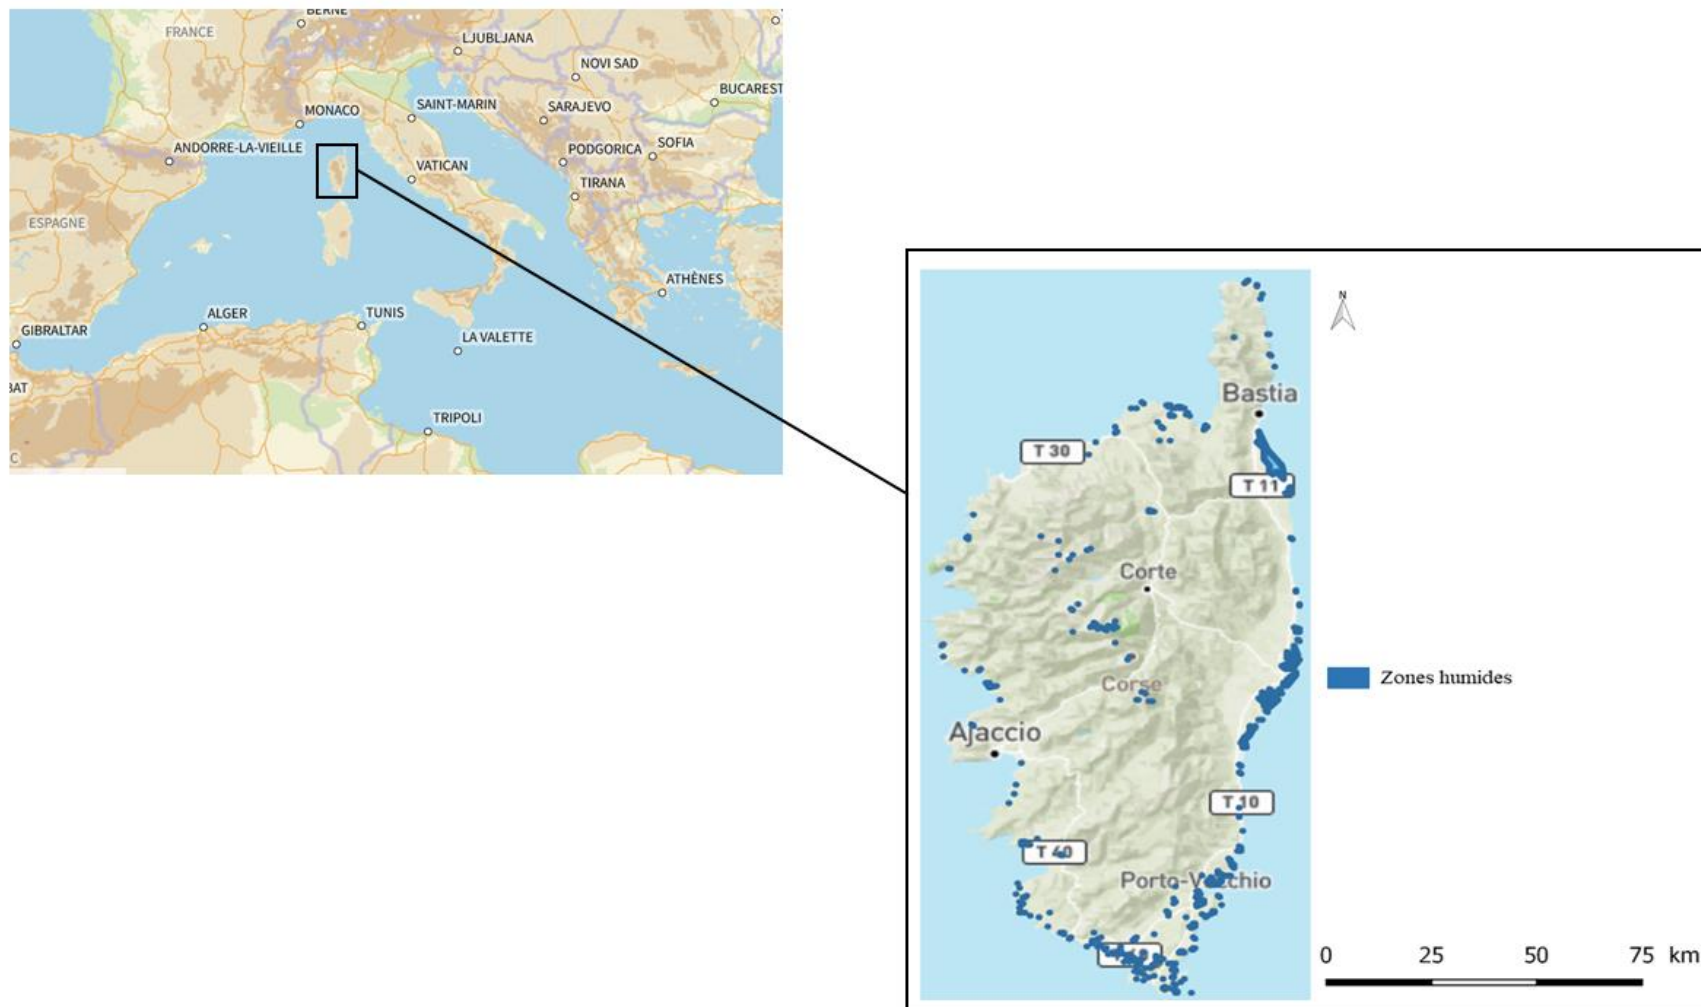 BERNE
FRANCE
LJUBLJANA
NOVI SAD
BUCAREST
MONACO
SAINT-MARIN
SARAJEVO
ANDORRE-LA-VIEILLE
VATICAN
PODGORICA
SOFIA
TIRANA
ESPAGNE
ATHÈNES
GIBRALTAR
ALGER
TUNIS
LA VALETTE
BAT
TRIPOLI
C
N
Bastia
T 30
T 11
Corte
Zones humides
Corse
Ajaccio
T 10
T 40
Porto-Vecchio
0 25 50 75 km